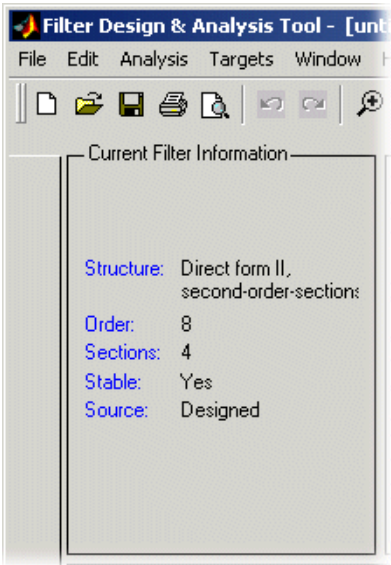 Filter Design & Analysis Tool - [unt
File Edit Analysis Targets Window
Current Filter Information
Structure: Direct form II,
second-order-sections
Order: 8
Sections: 4
Stable: Yes
Source: Designed